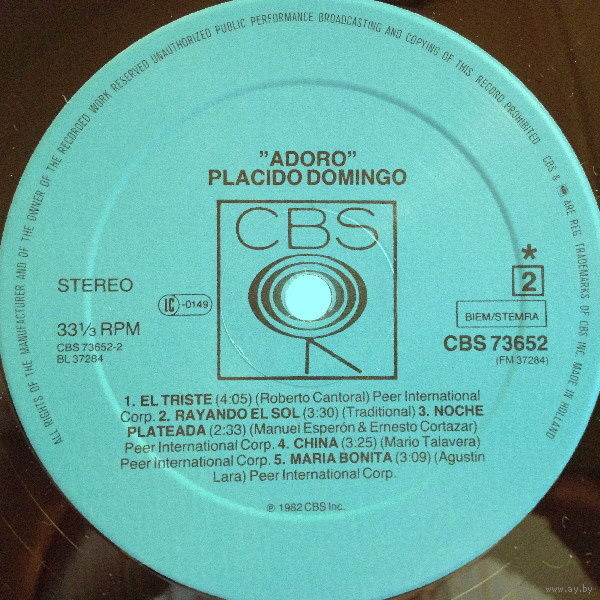 ALL RIGHTS OF THE MANUFACTURER AND OF THE OWNER OF THE RECORDED WORK RESERVED UNAUTHORIZED PUBLIC PERFORMANCE BROADCASTING AND COPYING OF THIS RECORD PROHIBITED CBS & ARE REG. TRADEMARKS OF CBS INC. MADE IN HOLLAND
”ADORO”
PLACIDO DOMINGO
CBS
STEREO
IC -0149
* 2
33⅓ RPM
BIEM/STEMRA
CBS 73652-2
CBS 73652
BL 37284
(FM 37284)
1. EL TRISTE (4:05) (Roberto Cantoral) Peer International
Corp. 2. RAYANDO EL SOL (3:30) (Traditional) 3. NOCHE
PLATEADA (2:33) (Manuel Esperón & Ernesto Cortazar)
Peer International Corp. 4. CHINA (3:25) (Mario Talavera)
Peer International Corp. 5. MARIA BONITA (3:09) (Agustin
Lara) Peer International Corp.
℗ 1982 CBS Inc.
www.ay.by